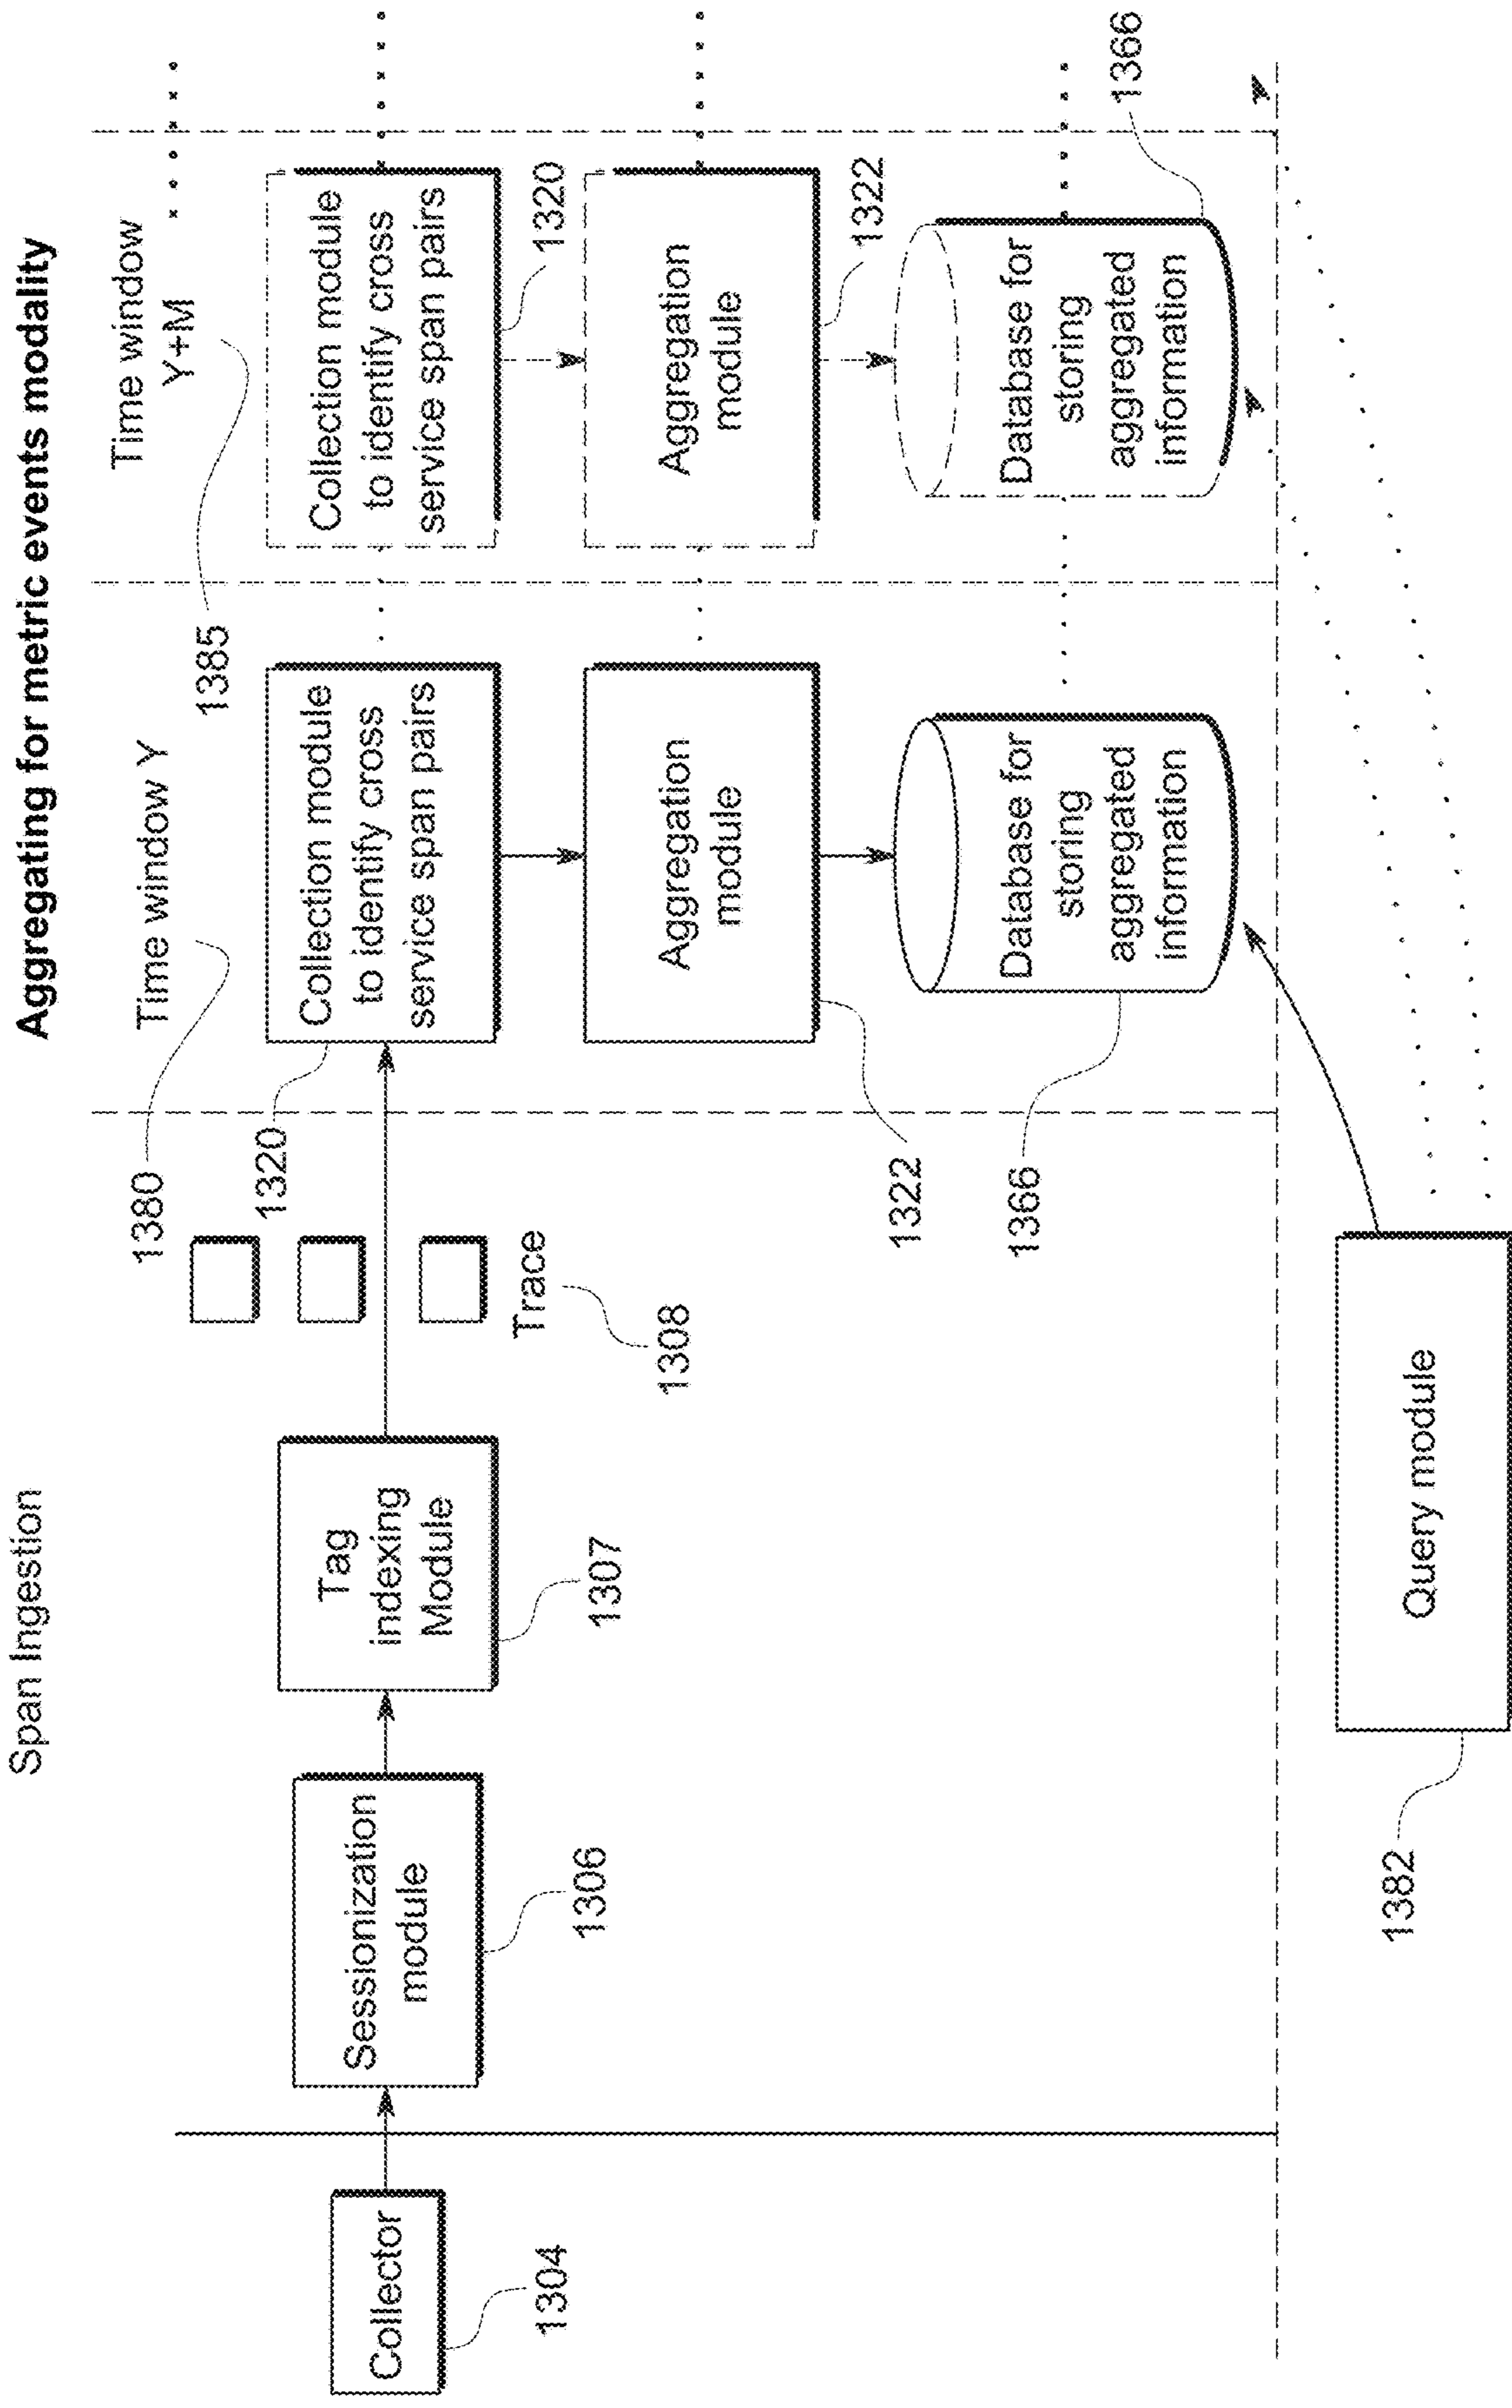 Span Ingestion
Aggregating for metric events modality
Collector
1304
Sessionization
module
1306
Tag
indexing
Module
1307
Trace
1308
1380
Time window Y
1320
Collection module
to identify cross
service span pairs
Aggregation
module
1322
Database for
storing
aggregated
information
1366
1385
Time window
Y+M
Collection module
to identify cross
service span pairs
1320
Aggregation
module
1322
Database for
storing
aggregated
information
1366
Query module
1382